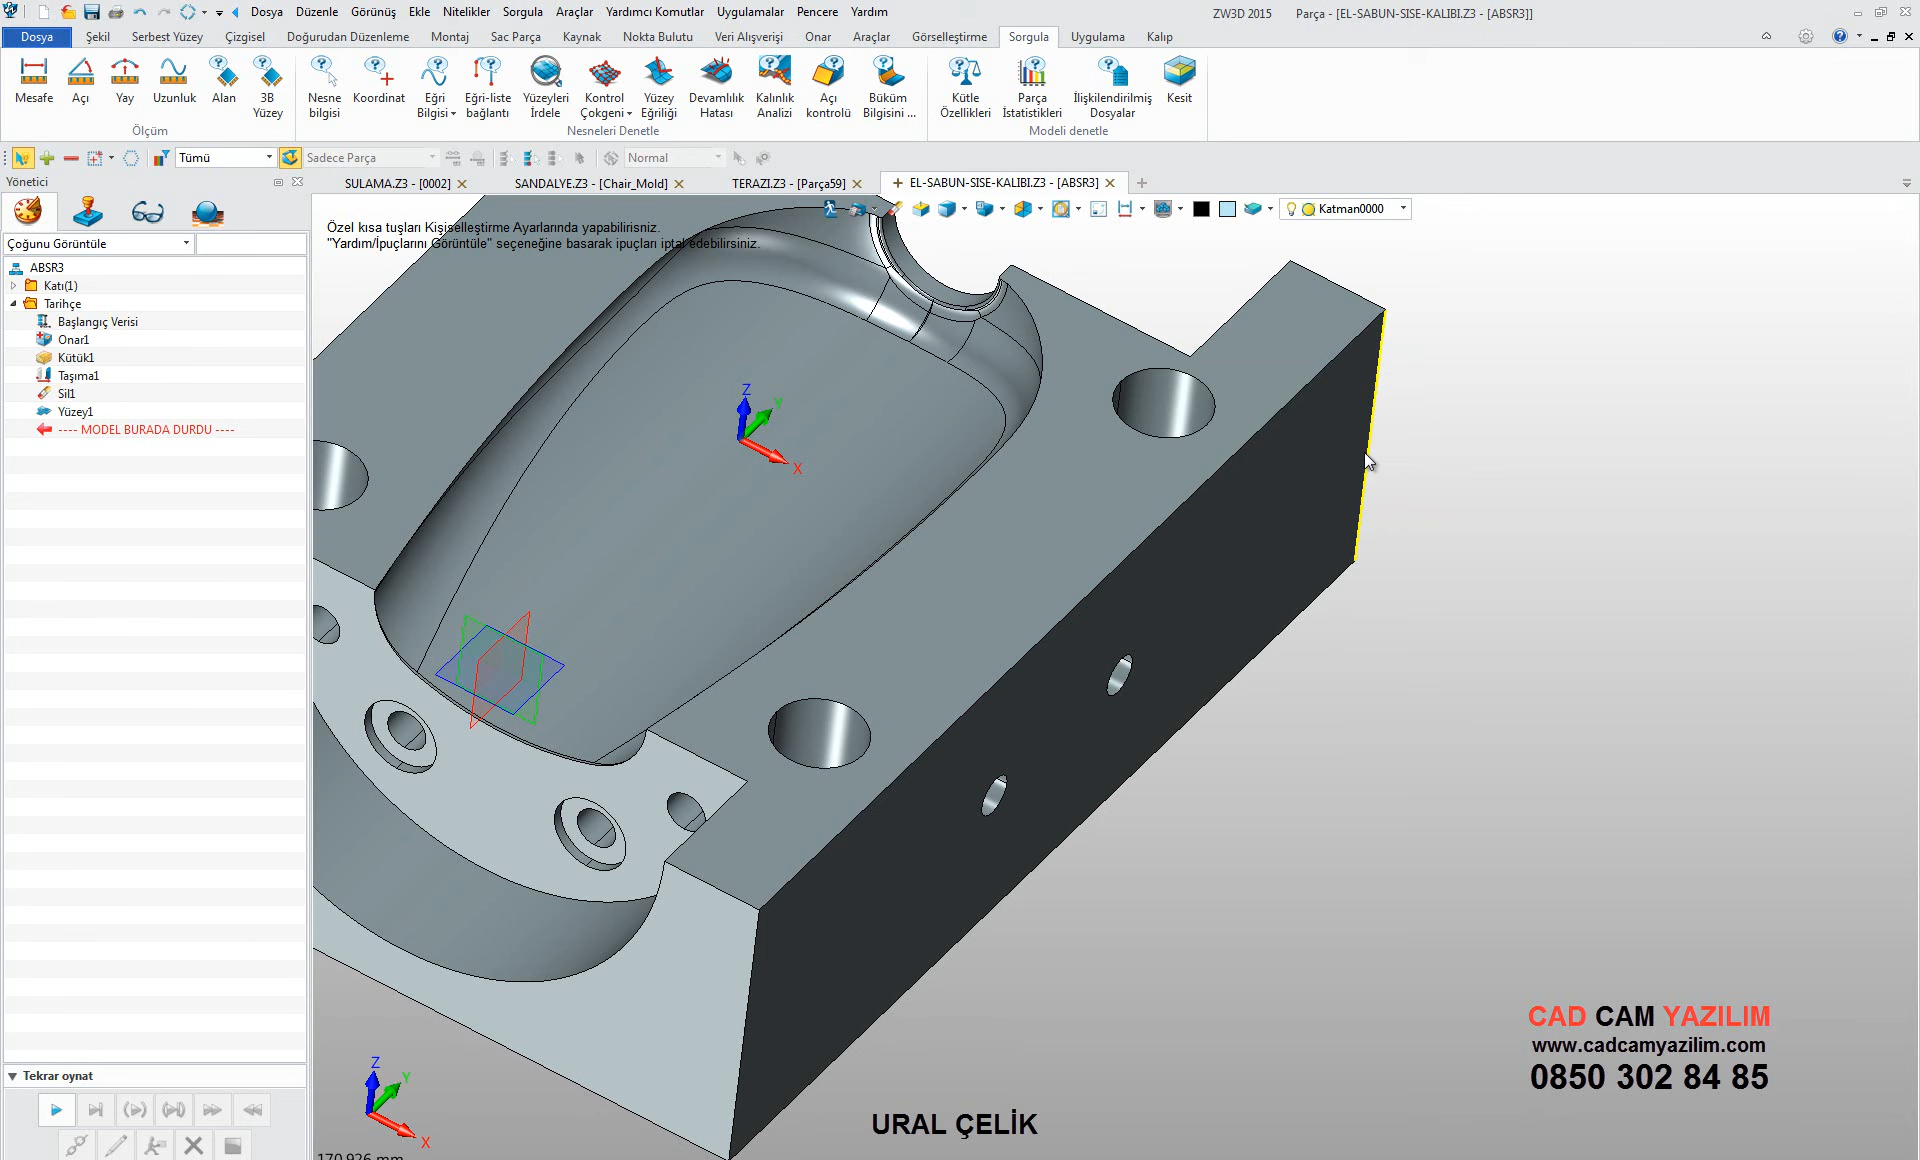 Dosya Düzenle Görünüş Ekle Nitelikler Sorgula Araçlar Yardımcı Komutlar Uygulamalar Pencere Yardım
ZW3D 2015 Parça - [EL-SABUN-SISE-KALIBI.Z3 - [ABSR3]]
Dosya Şekil Serbest Yüzey Çizgisel Doğurudan Düzenleme Montaj Sac Parça Kaynak Nokta Bulutu Veri Alışverişi Onar Araçlar Görselleştirme Sorgula Uygulama Kalıp
Mesafe Açı Yay Uzunluk Alan 3B Yüzey
Nesne bilgisi Koordinat Eğri Bilgisi Eğri-liste bağlantı Yüzeyleri İrdele Kontrol Çokgeni Yüzey Eğriliği Devamlılık Hatası Kalınlık Analizi Açı kontrolü Büküm Bilgisini ...
Kütle Özellikleri Parça İstatistikleri İlişkilendirilmiş Dosyalar Kesit
Ölçüm Nesneleri Denetle Modeli denetle
Tümü Sadece Parça Normal
Yönetici
SULAMA.Z3 - [0002] SANDALYE.Z3 - [Chair_Mold] TERAZI.Z3 - [Parça59] EL-SABUN-SISE-KALIBI.Z3 - [ABSR3]
Katman0000
Özel kısa tuşları Kişiselleştirme Ayarlarında yapabilirisniz.
"Yardım/İpuçlarını Görüntüle" seçeneğine basarak ipuçları iptal edebilirsiniz.
Çoğunu Görüntüle
ABSR3
Katı(1)
Tarihçe
Başlangıç Verisi
Onar1
Kütük1
Taşıma1
Sil1
Yüzey1
---- MODEL BURADA DURDU ----
Z
Y
X
Tekrar oynat
Z
Y
X
170.926 mm
CAD CAM YAZILIM
www.cadcamyazilim.com
0850 302 84 85
URAL ÇELİK